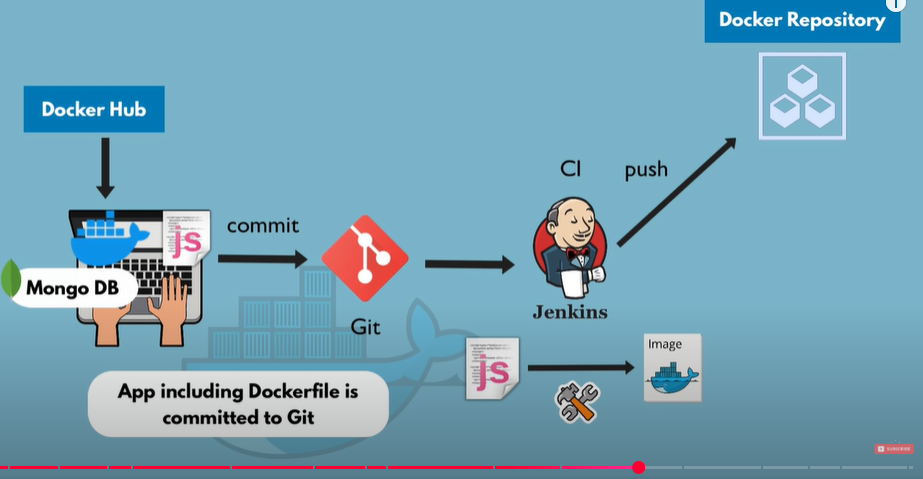 Docker Repository
Docker Hub
CI push
commit
js
Mongo DB
Jenkins
Git
js
Image
App including Dockerfile is
committed to Git
SUBSCRIBE